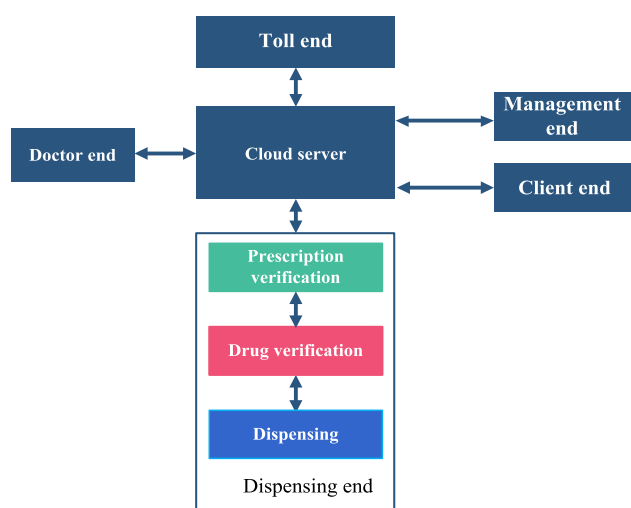 Toll end
Management
end
Doctor end
Cloud server
Client end
Prescription
verification
Drug verification
Dispensing
Dispensing end